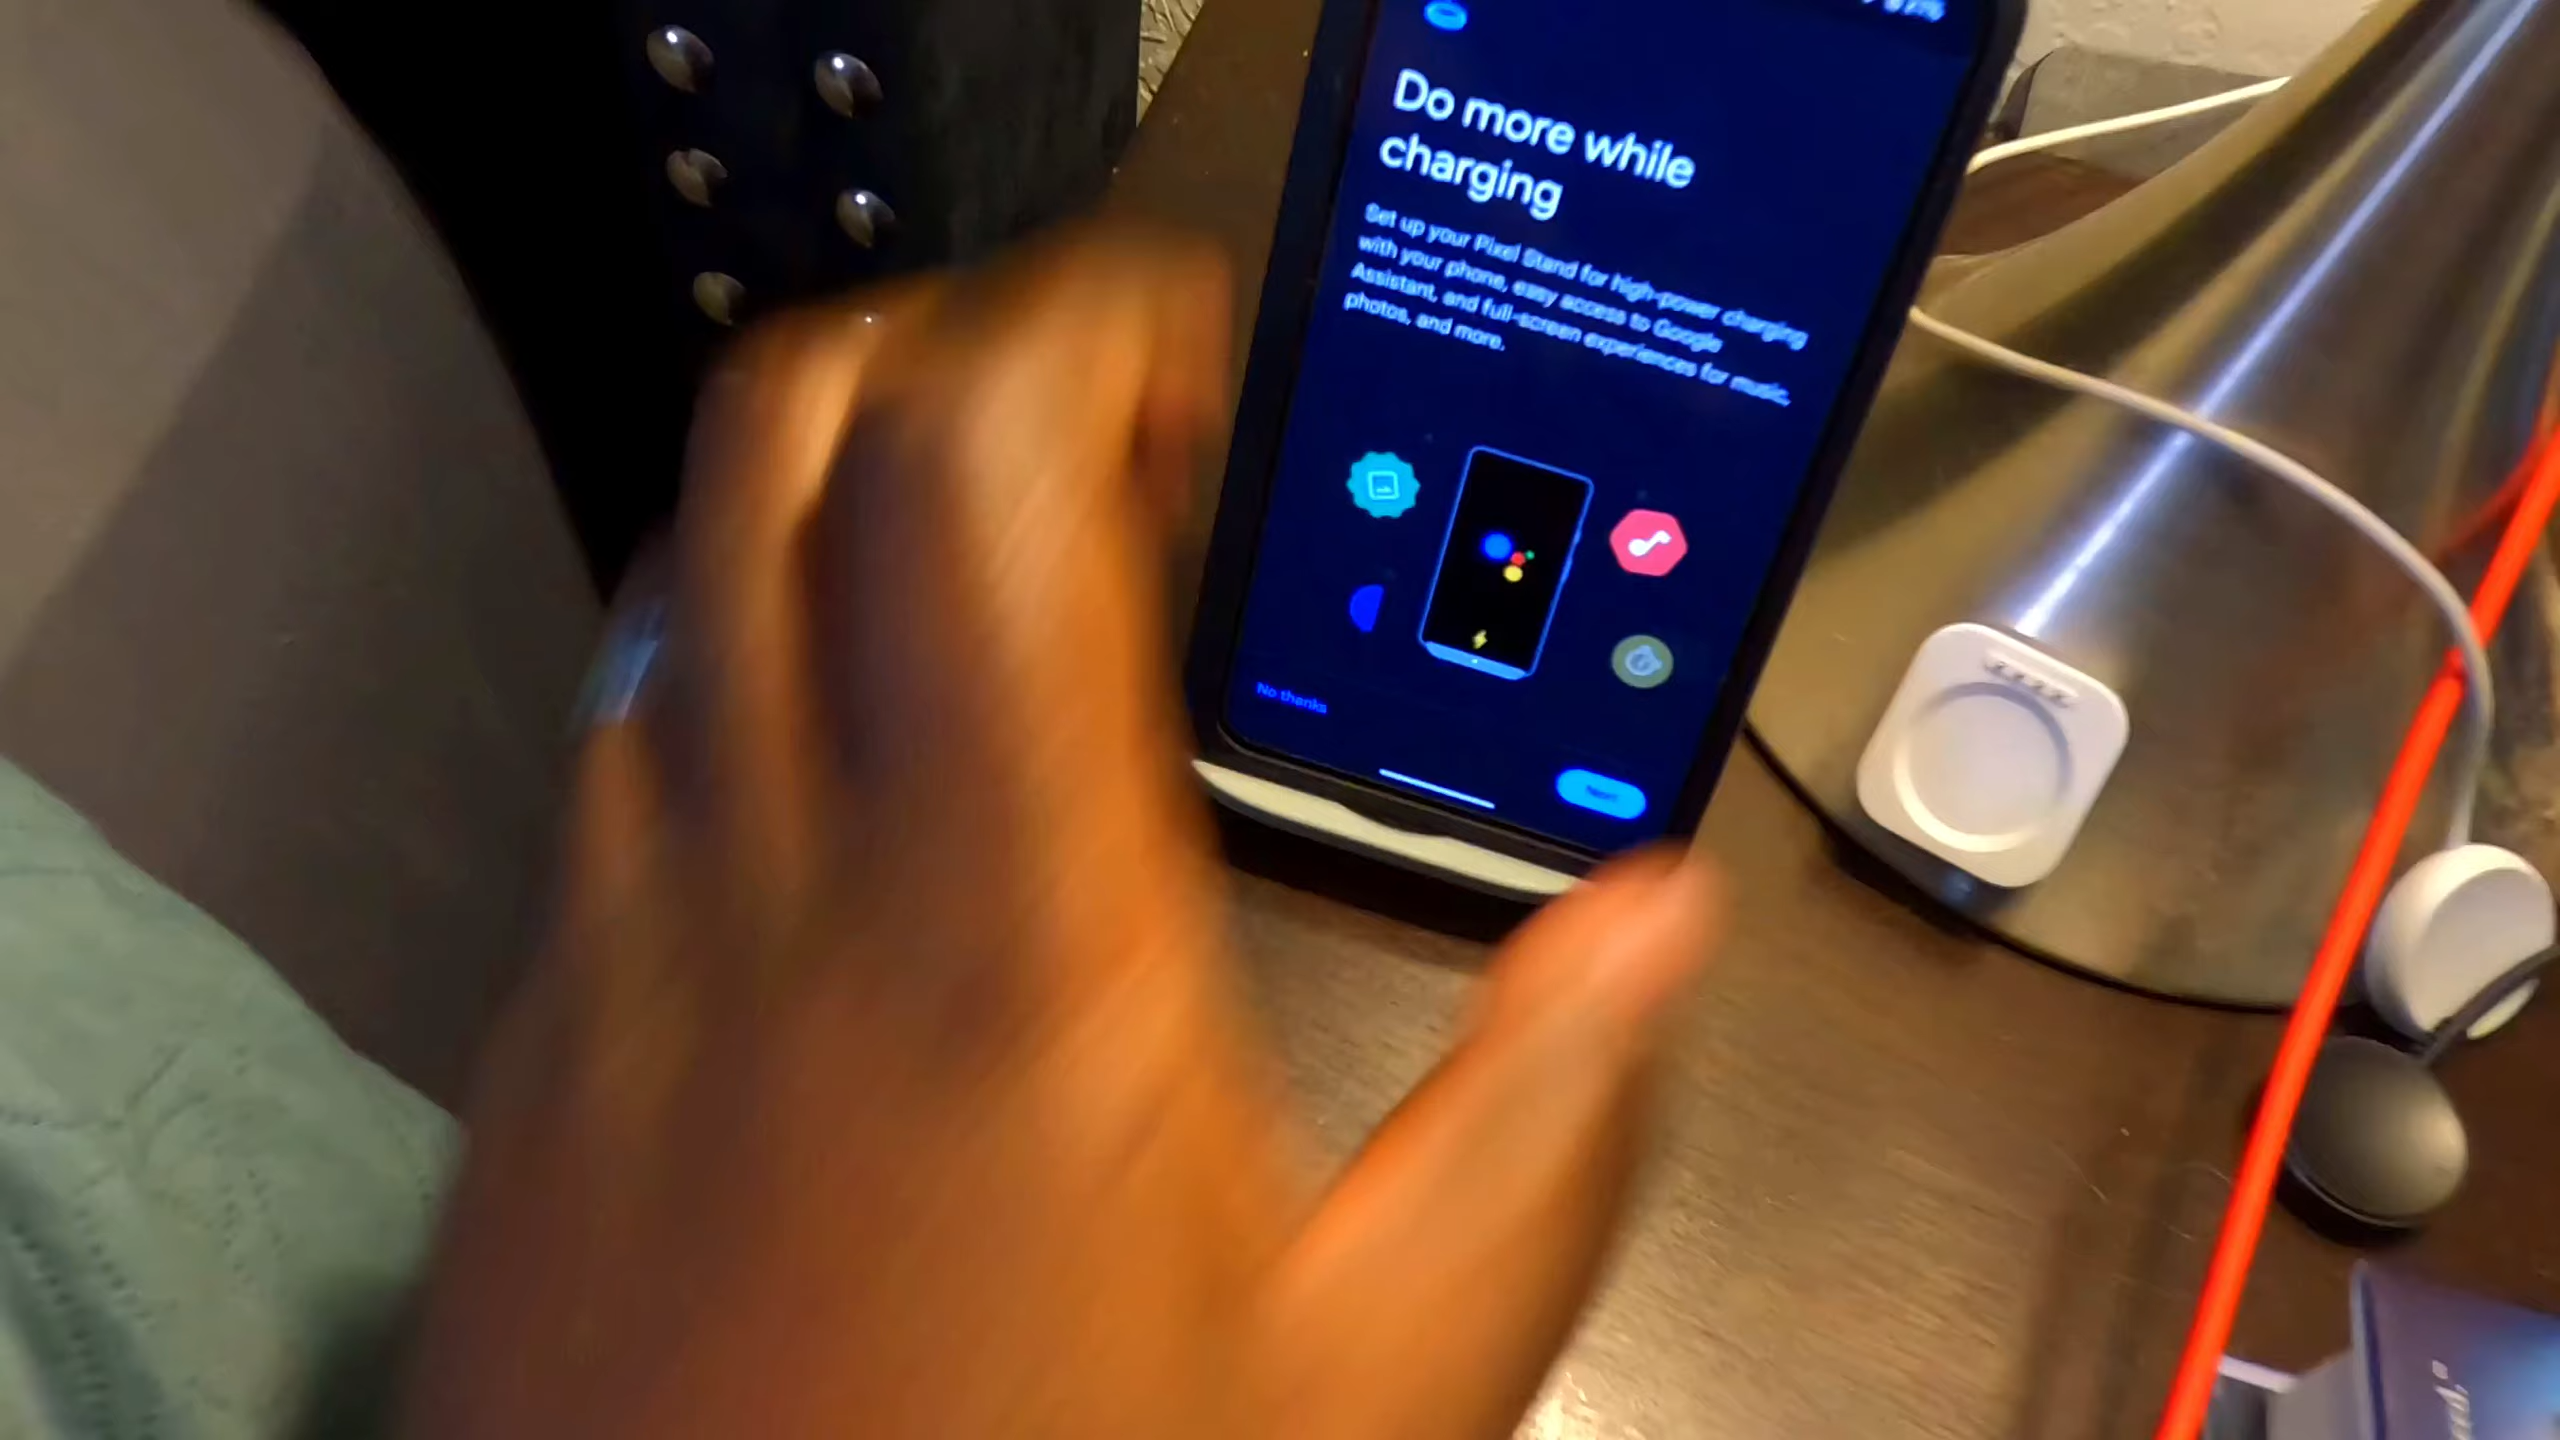 Do more while
charging
Set up your Pixel Stand for high-power charging
with your phone, easy access to Google
Assistant, and full-screen experiences for music,
photos, and more.
No thanks
Next